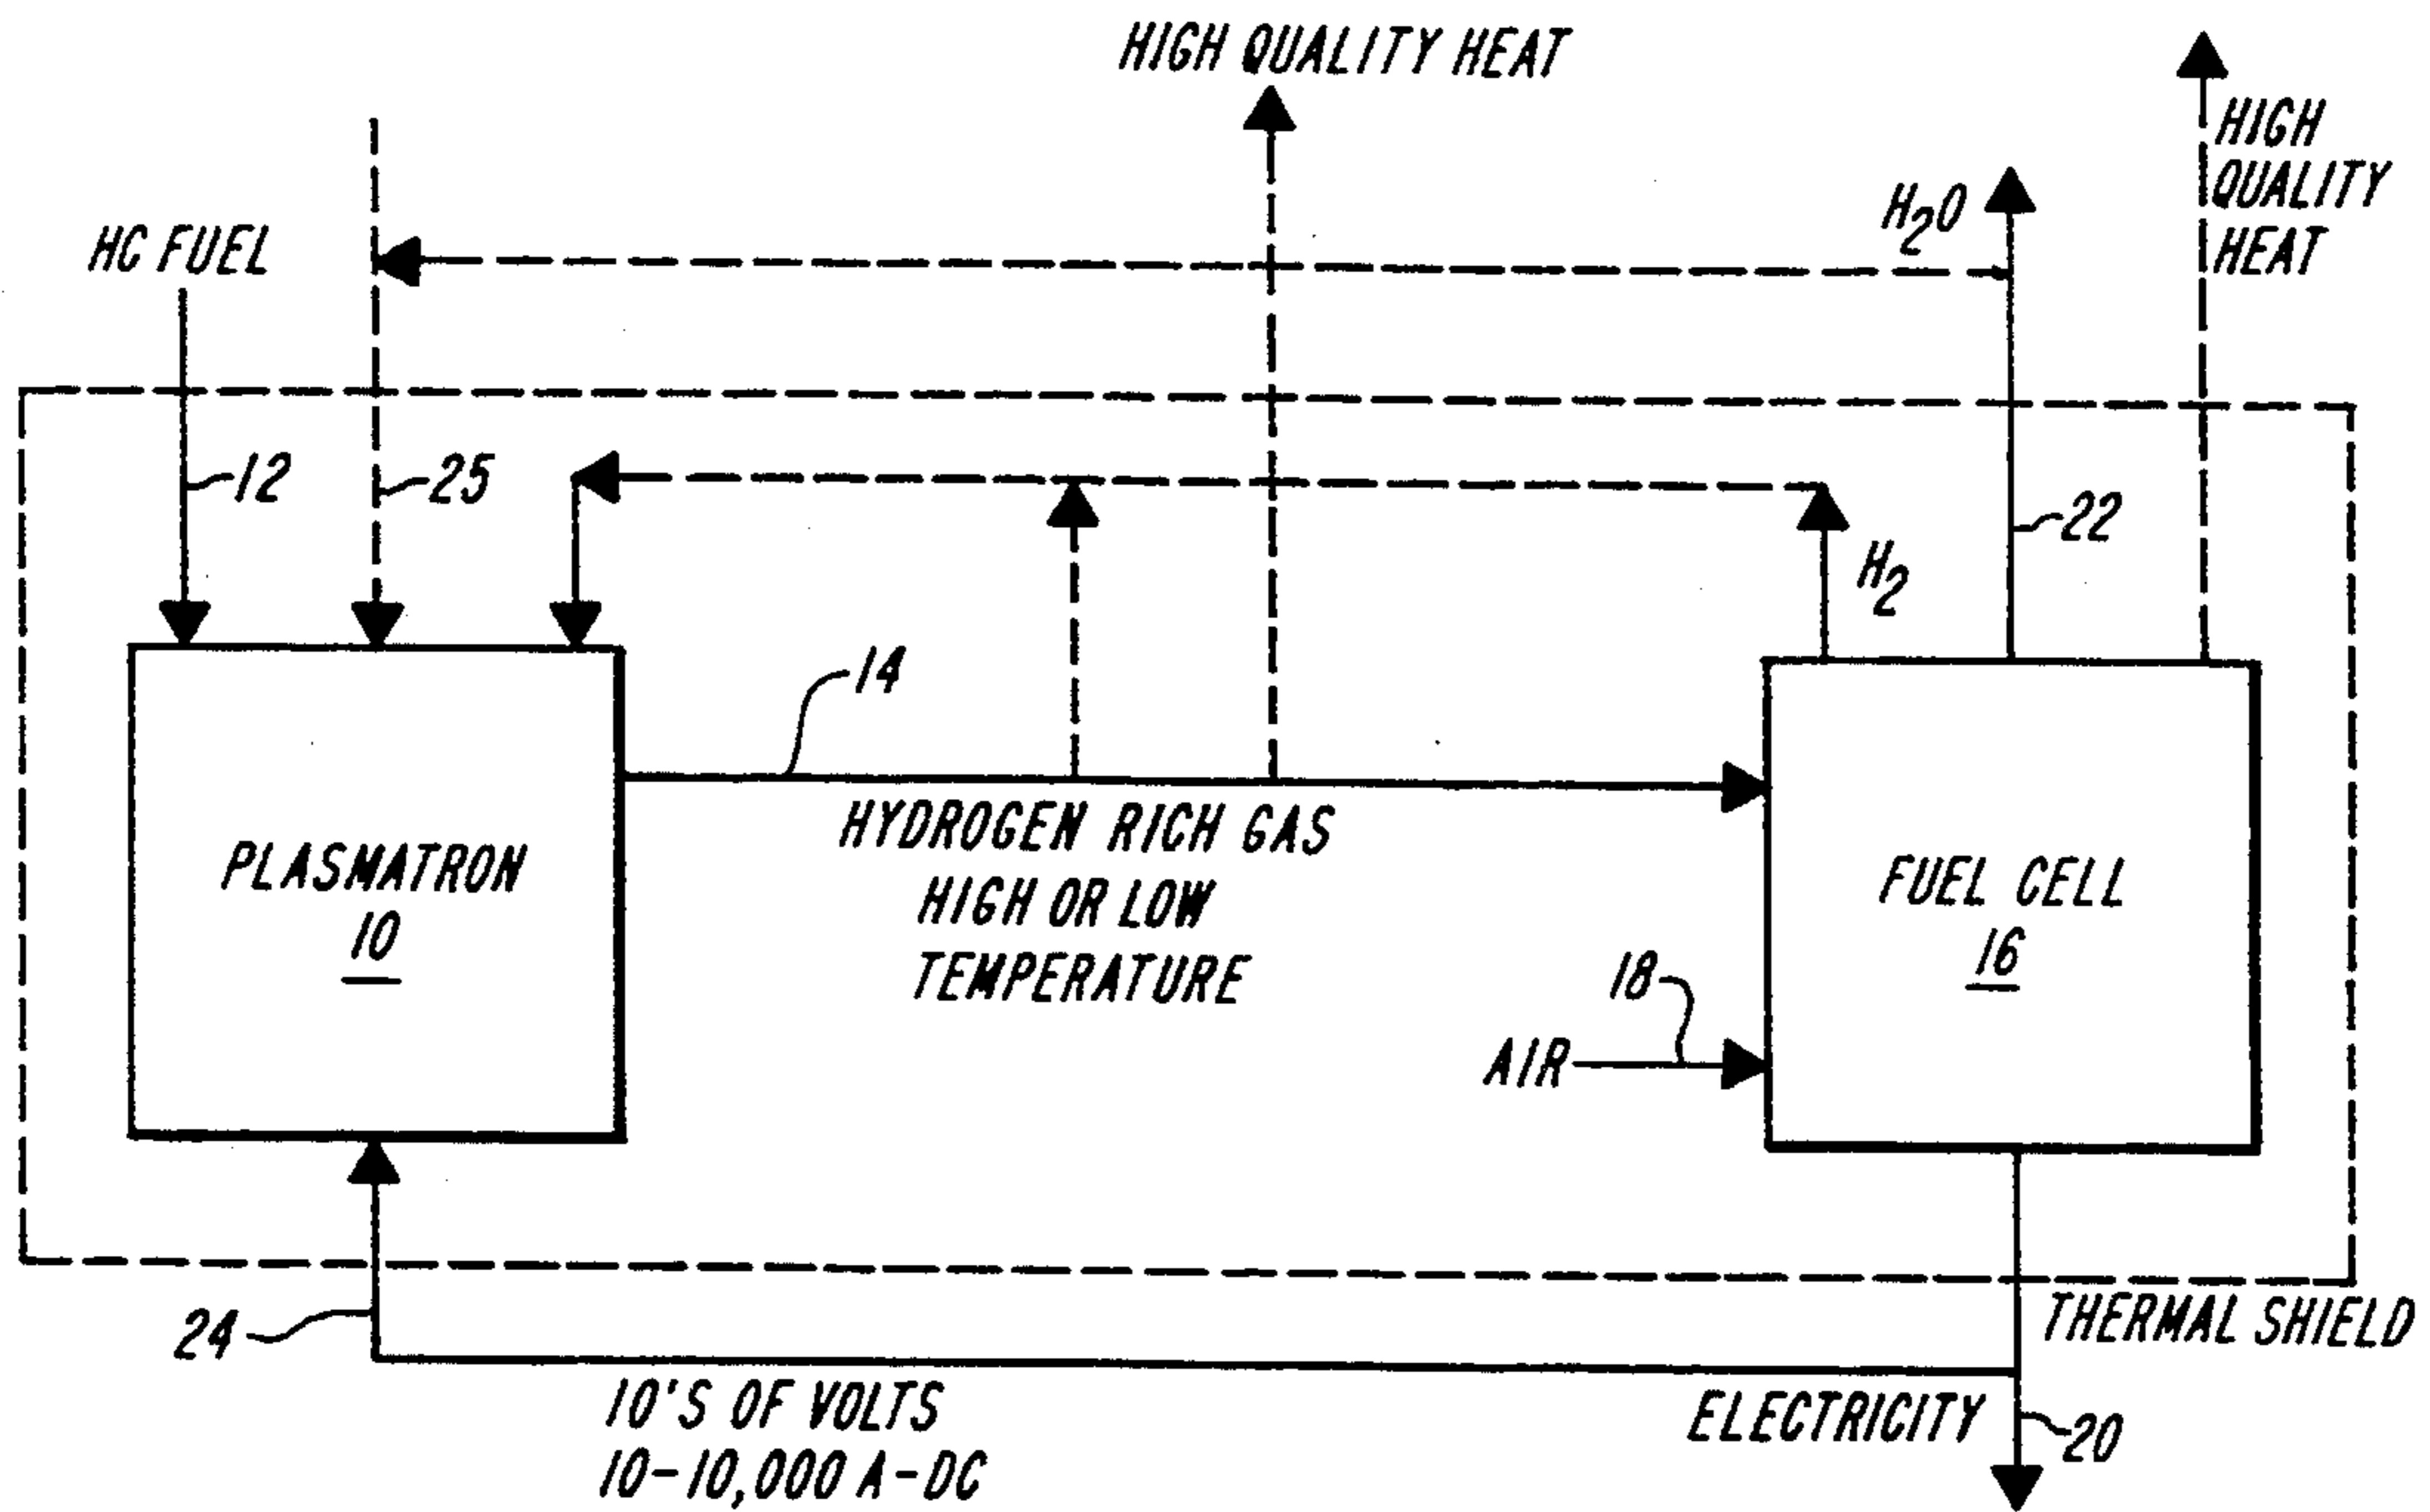 HIGH QUALITY HEAT
HIGH
QUALITY
HEAT
H2O
HC FUEL
12
25
22
H2
14
HYDROGEN RICH GAS
HIGH OR LOW
TEMPERATURE
PLASMATRON
10
FUEL CELL
16
18
AIR
THERMAL SHIELD
24
10'S OF VOLTS
10-10,000 A-DC
ELECTRICITY
20